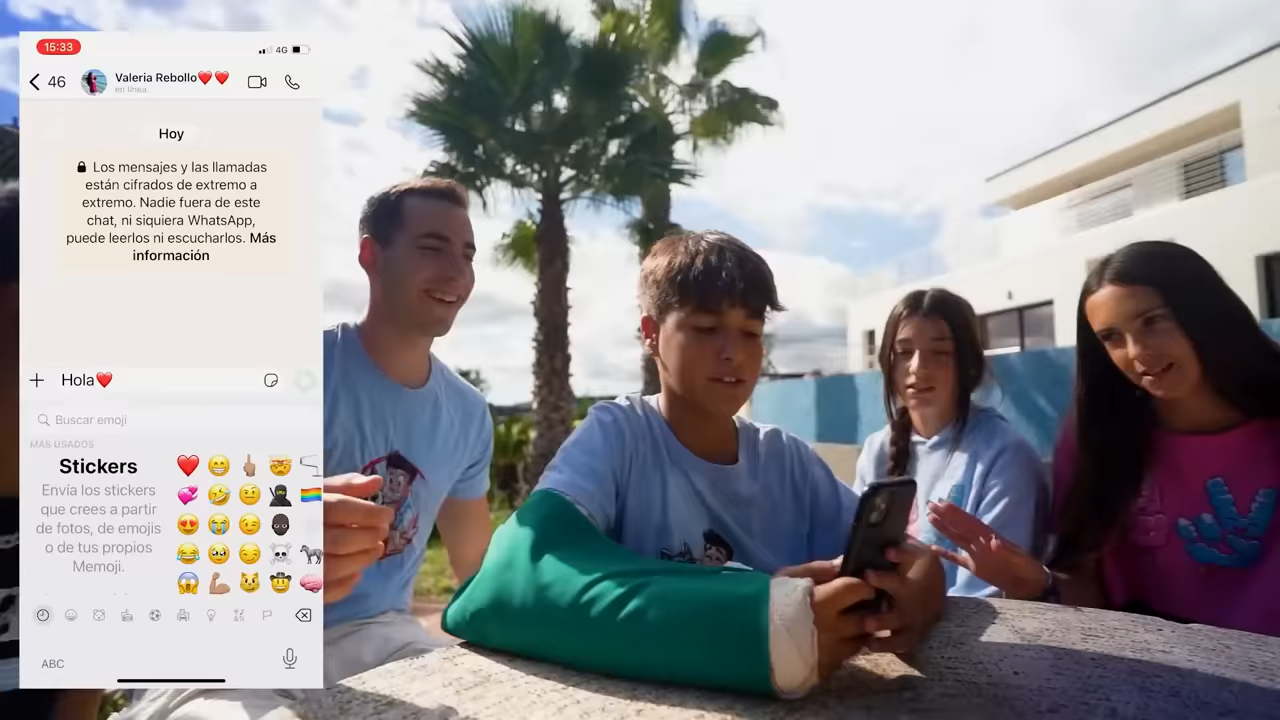 15:33
4G
46
Valeria Rebollo❤️❤️
en línea
Hoy
Los mensajes y las llamadas
están cifrados de extremo a
extremo. Nadie fuera de este
chat, ni siquiera WhatsApp,
puede leerlos ni escucharlos. Más
información
Hola❤️
Buscar emoji
MÁS USADOS
Stickers
Envía los stickers
que crees a partir
de fotos, de emojis
o de tus propios
Memoji.
ABC